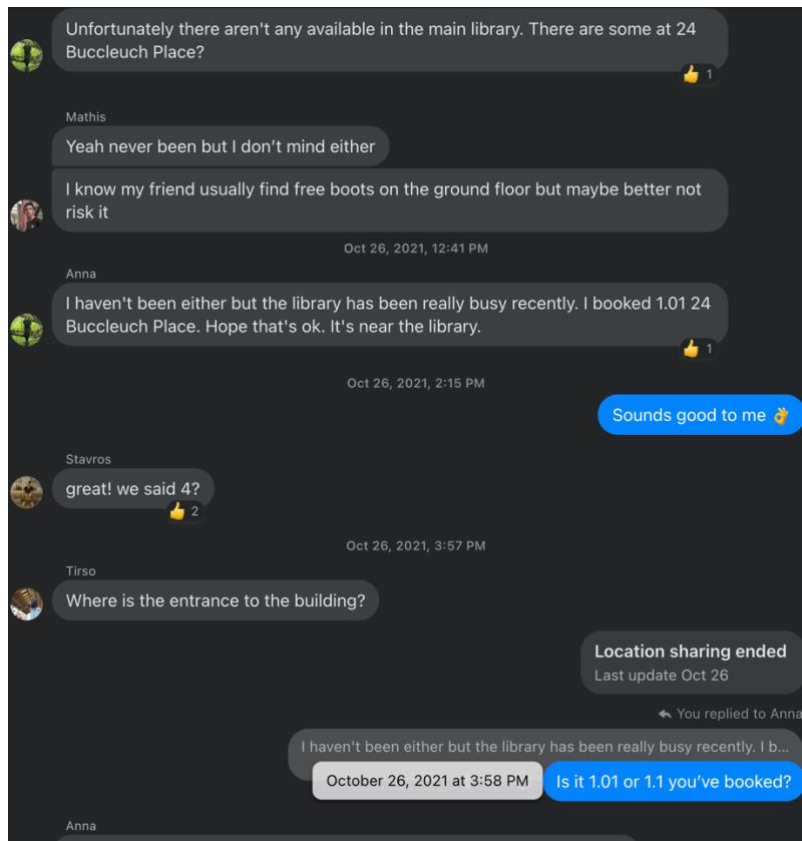 Unfortunately there aren't any available in the main library. There are some at 24
Buccleuch Place?
👍 1
Mathis
Yeah never been but I don’t mind either
I know my friend usually find free boots on the ground floor but maybe better not
risk it
Oct 26, 2021, 12:41 PM
Anna
I haven't been either but the library has been really busy recently. I booked 1.01 24
Buccleuch Place. Hope that's ok. It's near the library.
👍 1
Oct 26, 2021, 2:15 PM
Sounds good to me 👌
Stavros
great! we said 4?
👍 2
Oct 26, 2021, 3:57 PM
Tirso
Where is the entrance to the building?
Location sharing ended
Last update Oct 26
You replied to Anna
I haven't been either but the library has been really busy recently. I b...
October 26, 2021 at 3:58 PM
Is it 1.01 or 1.1 you’ve booked?
Anna